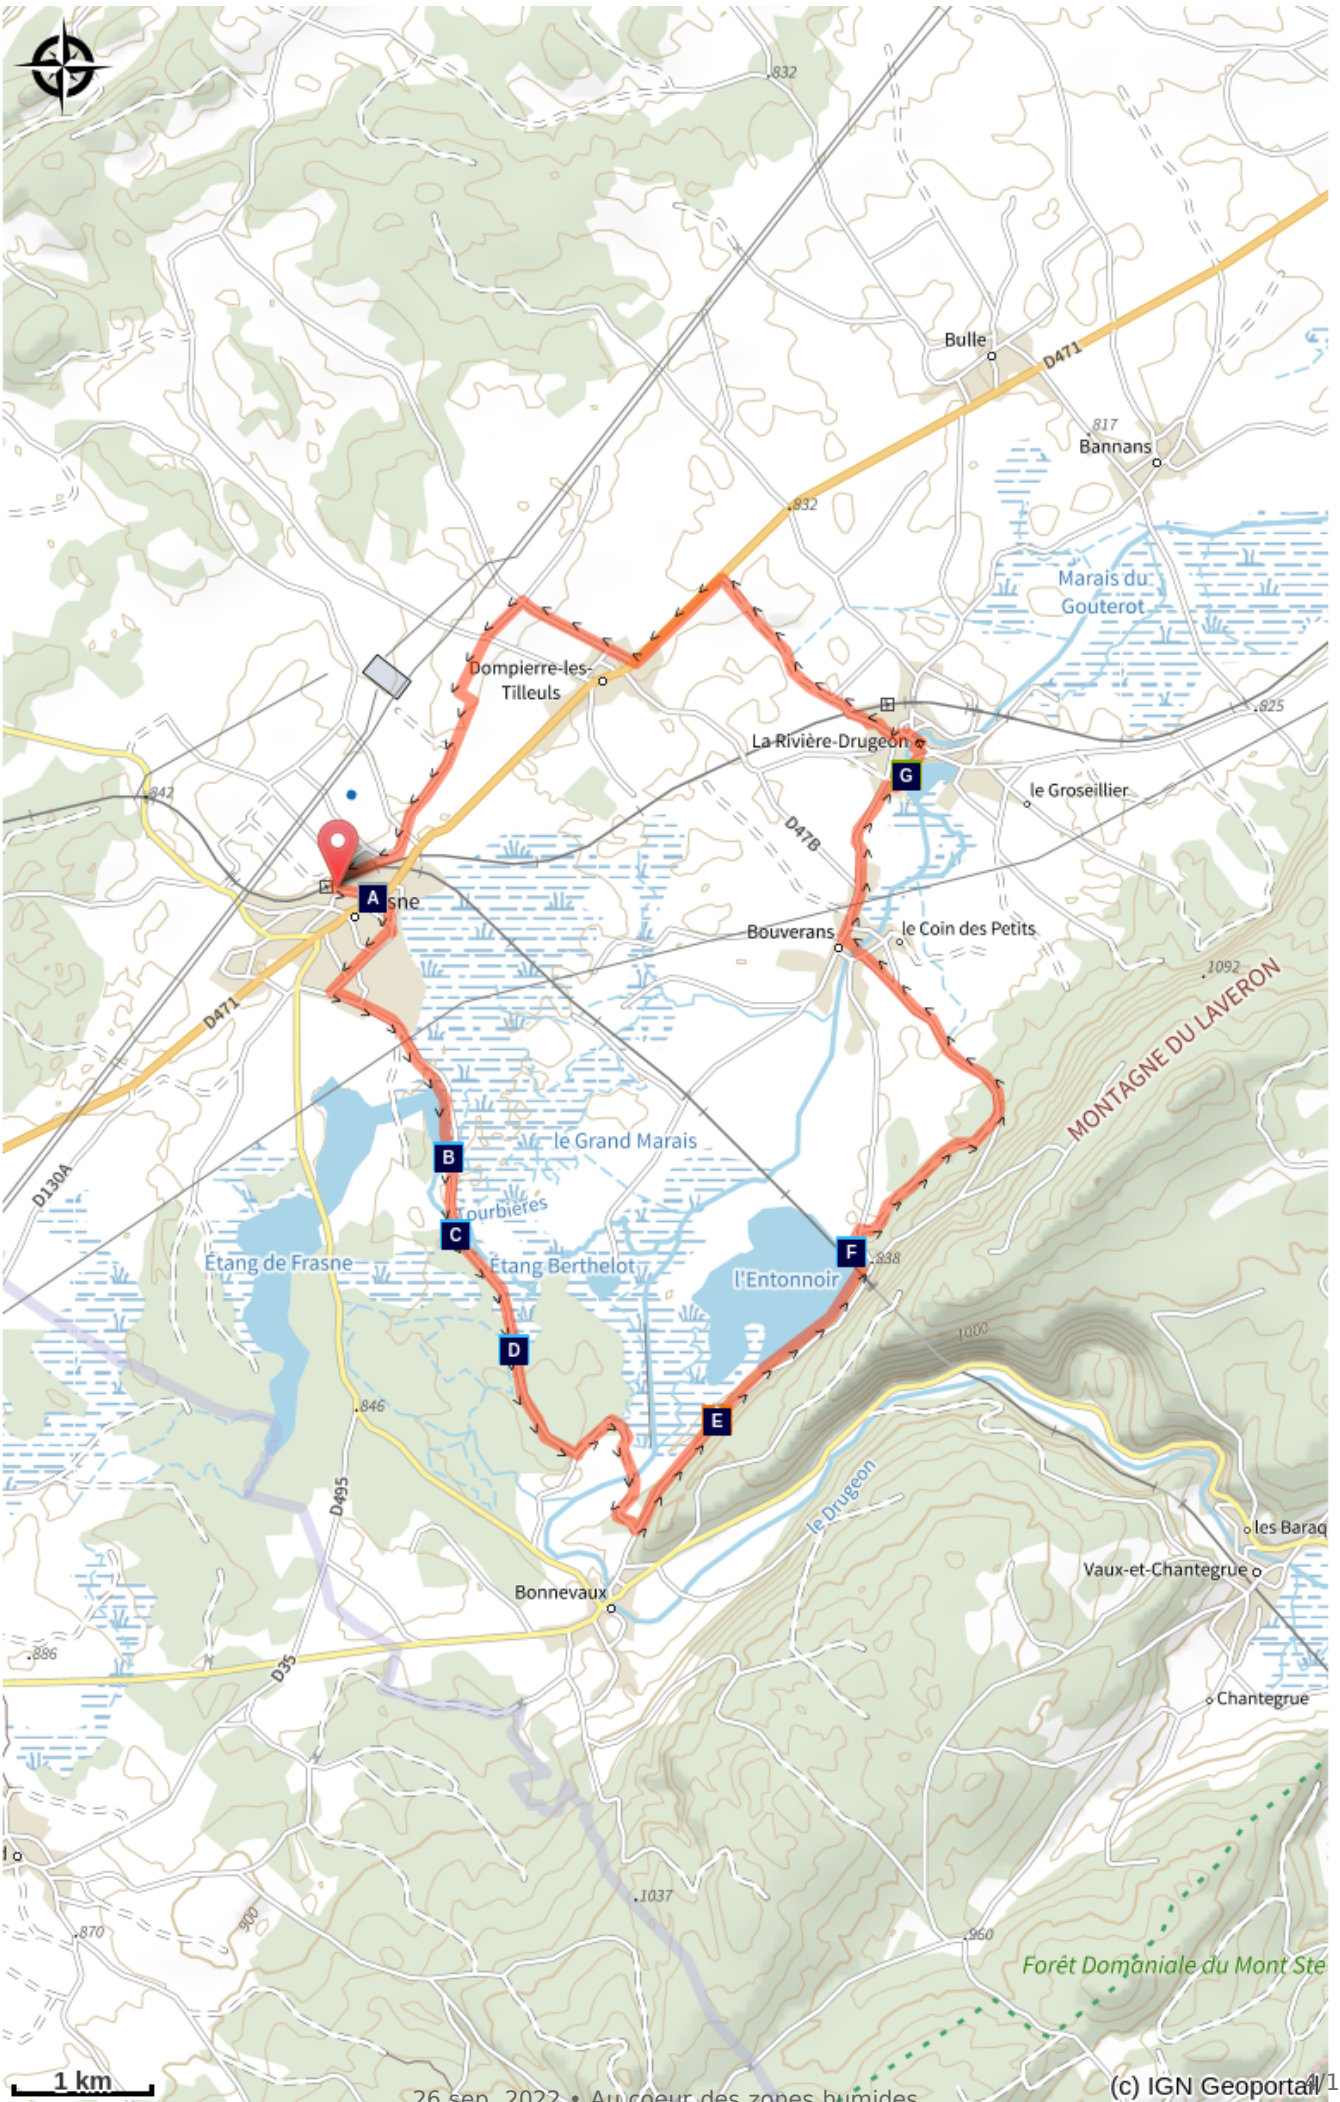 832
Bulle
D471
817
Bannans
832
Marais du
Gouterot
Dompierre-les-
Tilleuls
825
La Rivière-Drugeon
G
le Groseillier
842
D47B
A
sne
le Coin des Petits
Bouverans
1092
MONTAGNE DU LAVERON
D471
le Grand Marais
B
D130A
Tourbières
C
Étang de Frasne
Étang Berthelot
F
838
l'Entonnoir
1000
D
846
E
D495
le Drugeon
les Baraq
Vaux-et-Chantegrue
Bonnevaux
886
D35
Chantegrue
1037
900
870
960
Forêt Domaniale du Mont Ste
1 km
26 sep. 2022 • Au coeur des zones humides
(c) IGN Geoportail